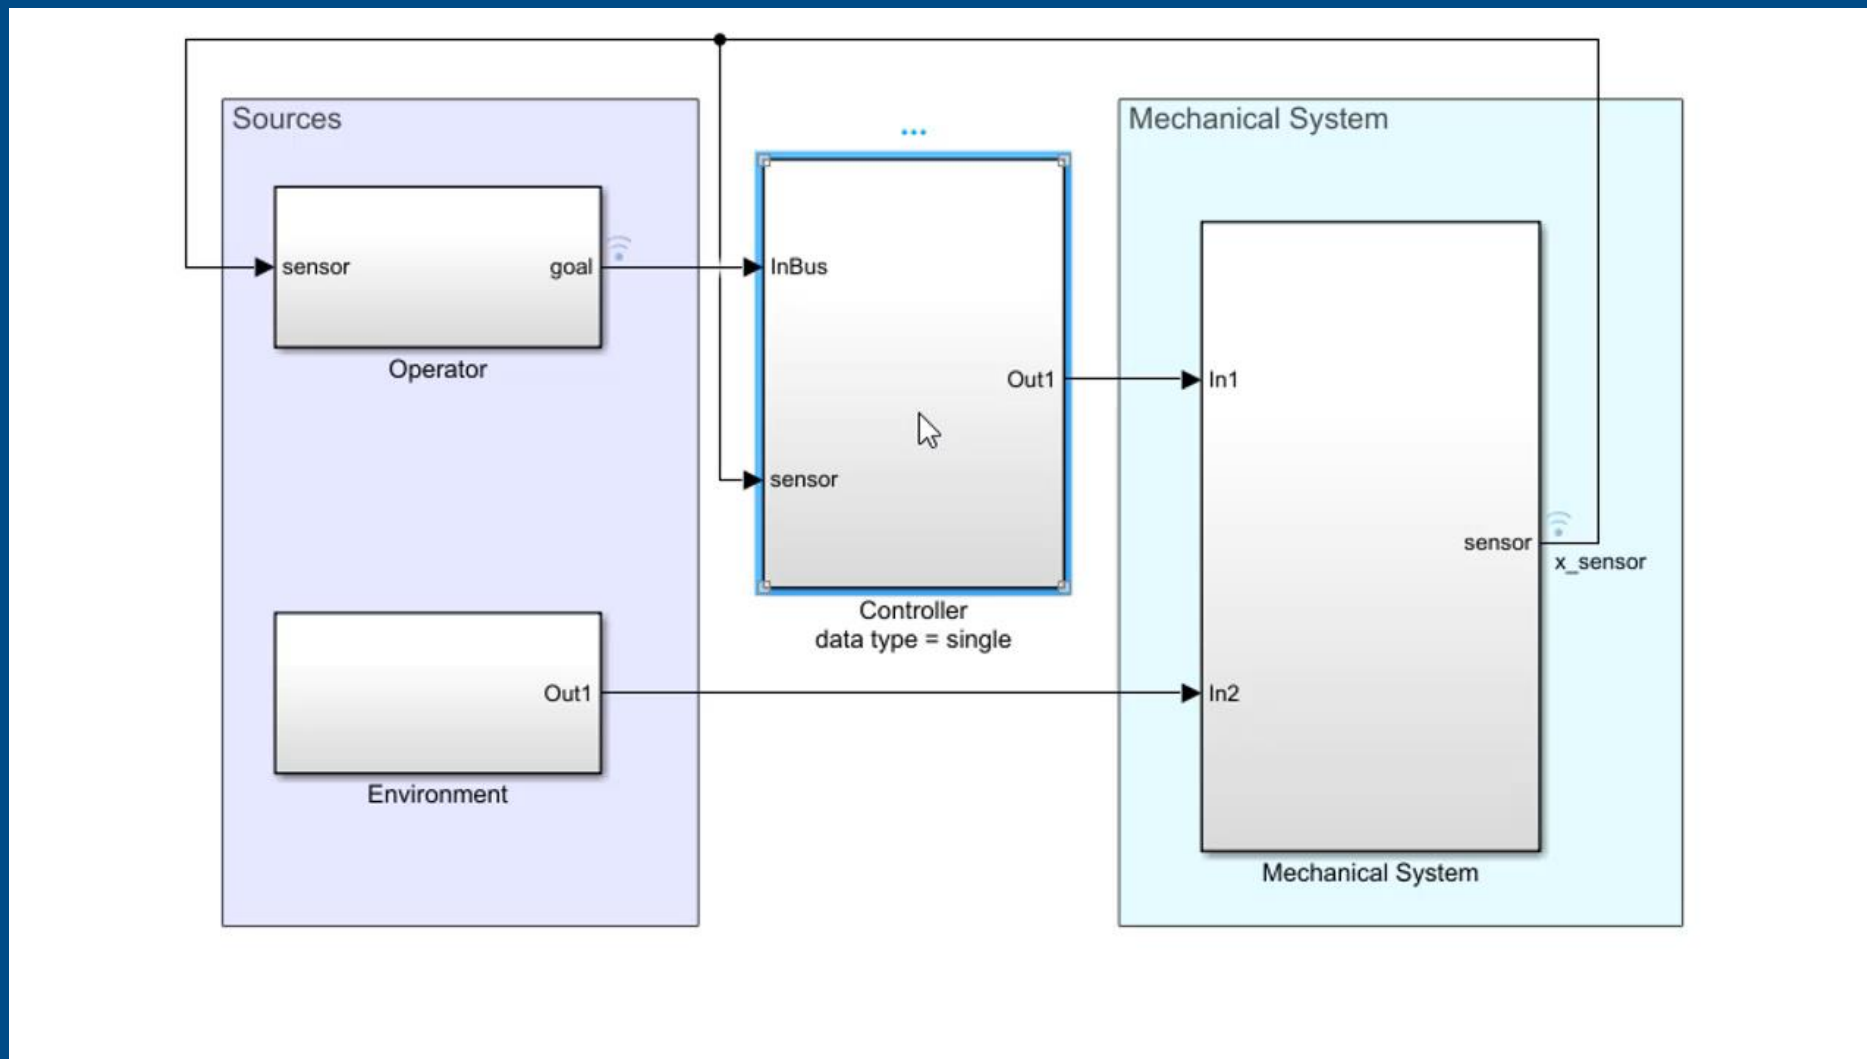 Sources
Mechanical System
sensor
goal
InBus
Operator
Out1
In1
sensor
sensor
x_sensor
Controller
data type = single
Out1
In2
Environment
Mechanical System